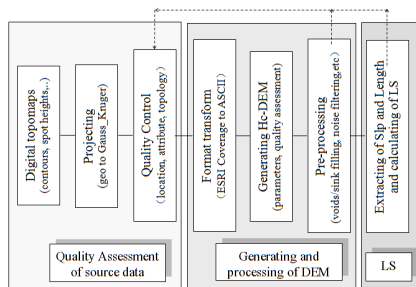 Digital topomaps
(contours, spot heights,...)
Projecting
(geo to Gauss_Kruger)
Quality Control
(location, attribute, topology)
Format transform
(ESRI Coverage to ASCII)
Generating Hc-DEM
(parameters, quality assessment)
Pre-processing
(voids/sink filling, noise filtering,etc)
Extracting of Slp and Length
and calculating of LS
Quality Assessment
of source data
Generating and
processing of DEM
LS